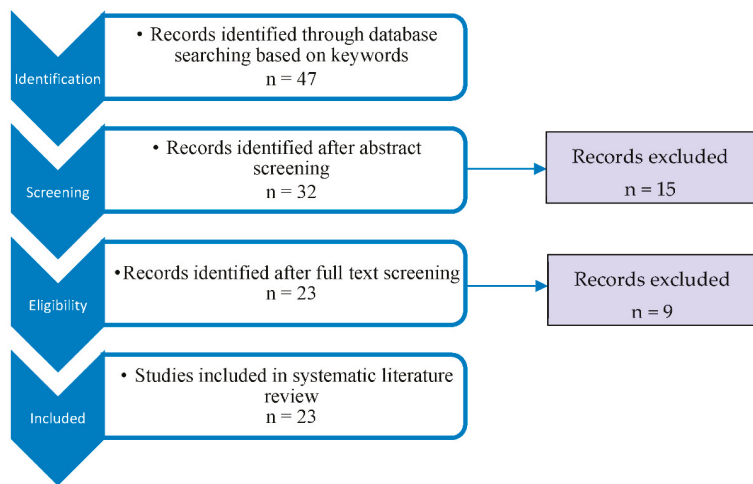 Identification
• Records identified through database
searching based on keywords
n = 47
Screening
• Records identified after abstract
screening
n = 32
Records excluded
n = 15
Eligibility
•Records identified after full text screening
n = 23
Records excluded
n = 9
Included
• Studies included in systematic literature
review
n = 23